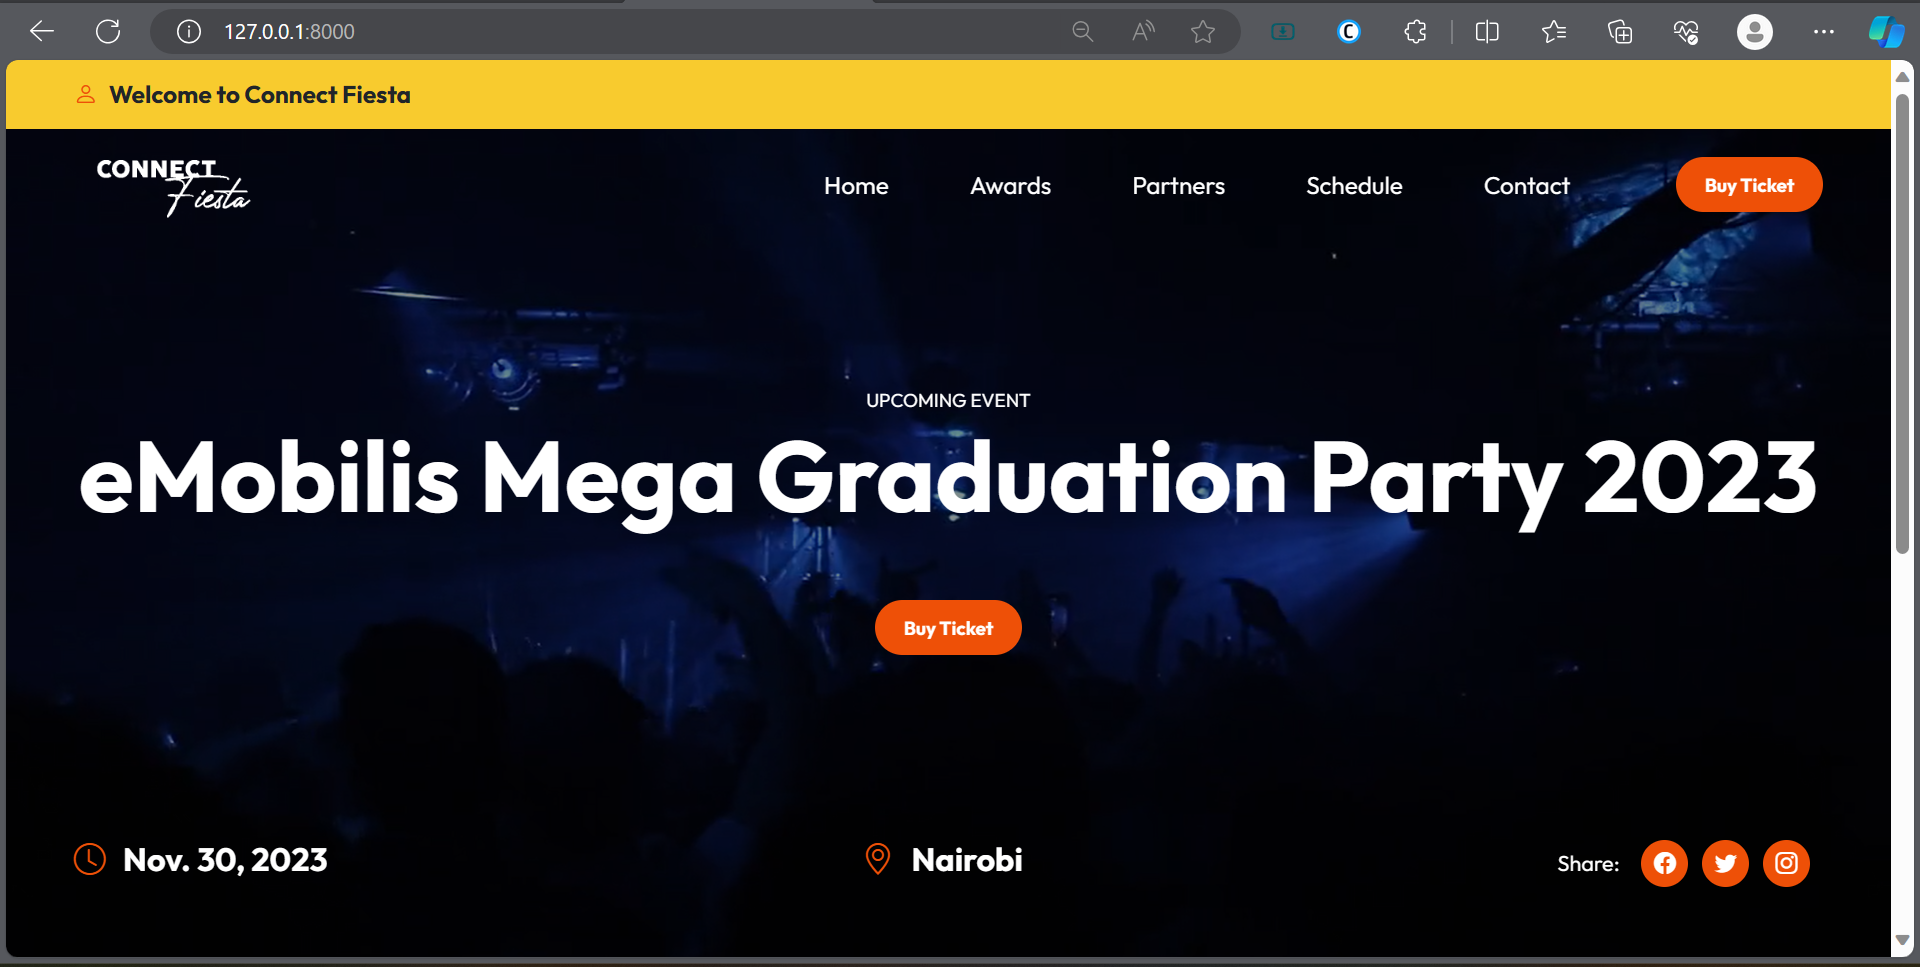 127.0.0.1:8000
Welcome to Connect Fiesta
CONNECT
Fiesta
Home Awards Partners Schedule Contact Buy Ticket
UPCOMING EVENT
eMobilis Mega Graduation Party 2023
Buy Ticket
Nov. 30, 2023
Nairobi
Share: